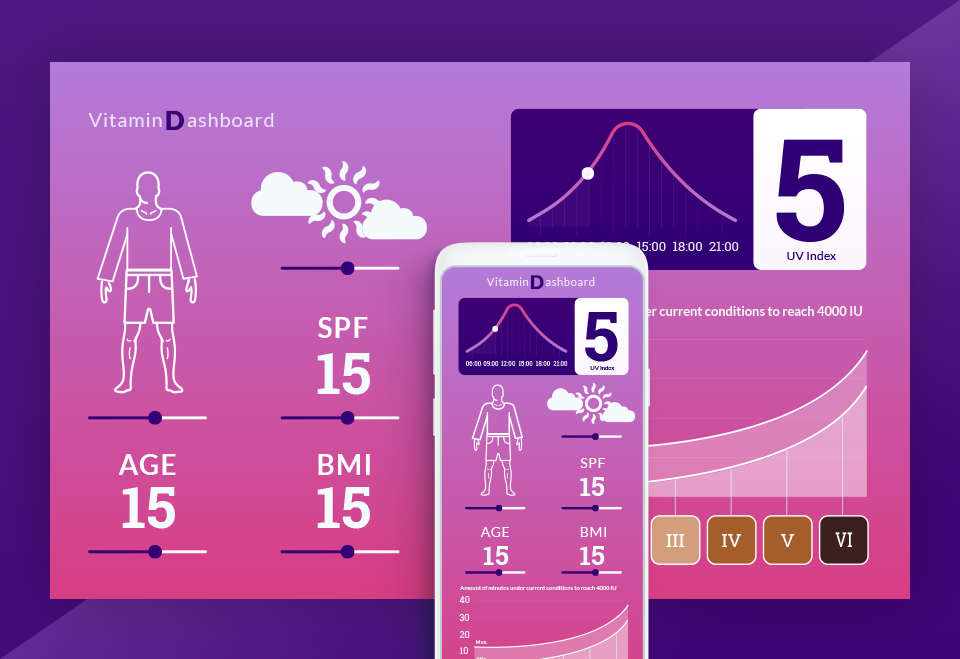 Vitamin Dashboard
5
UV Index
15:00 18:00 21:00
SPF
15
AGE
15
BMI
15
er current conditions to reach 4000 IU
III IV V VI
Vitamin Dashboard
5
UV Index
06:00 09:00 12:00 15:00 18:00 21:00
SPF
15
AGE
15
BMI
15
Amount of minutes under current conditions to reach 4000 IU
40
30
20
10
Max.